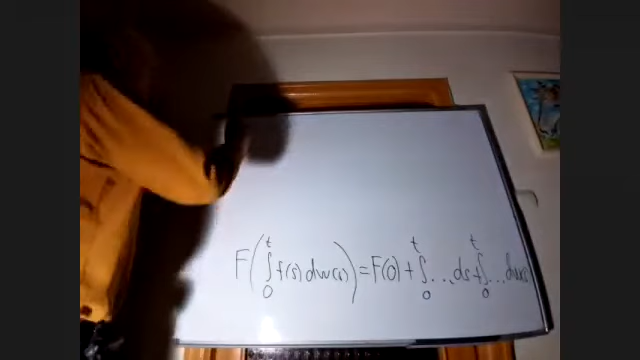 F(∫₀ᵗ f(s)dw(s)) = F(0) + ∫₀ᵗ ... ds + ∫₀ᵗ ... dw(s)